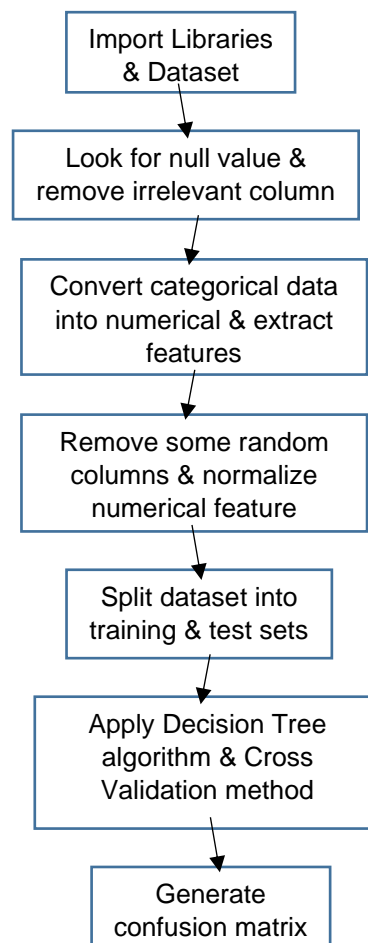 Import Libraries
& Dataset
Look for null value &
remove irrelevant column
Convert categorical data
into numerical & extract
features
Remove some random
columns & normalize
numerical feature
Split dataset into
training & test sets
Apply Decision Tree
algorithm & Cross
Validation method
Generate
confusion matrix